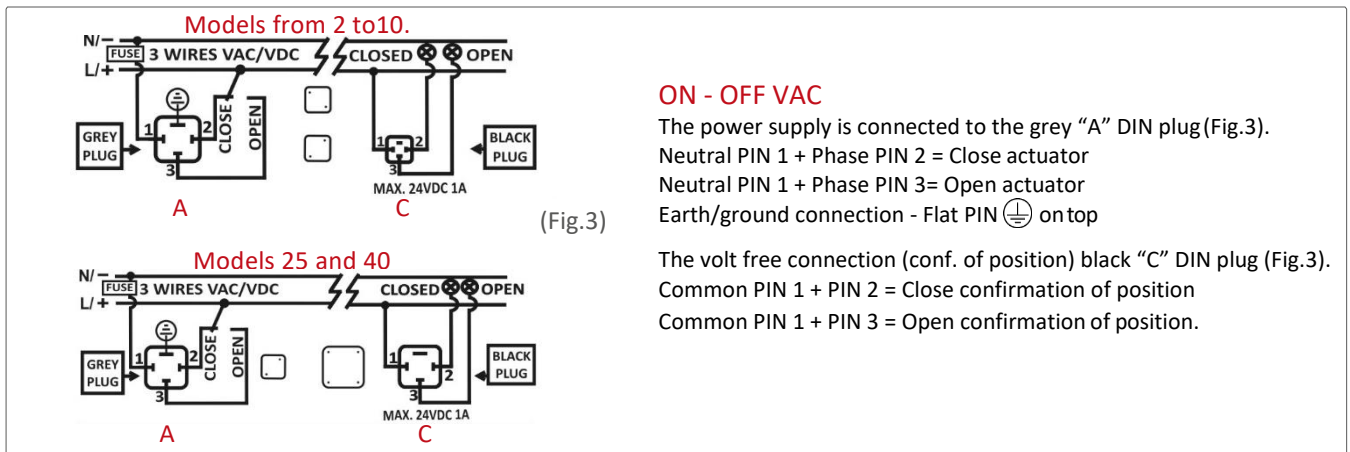 Models from 2 to10.
N/−
FUSE 3 WIRES VAC/VDC CLOSED OPEN
L/+
1 2 CLOSE OPEN 1 2
GREY PLUG
BLACK PLUG
3 3
MAX. 24VDC 1A
A C
(Fig.3)
Models 25 and 40
N/−
FUSE 3 WIRES VAC/VDC CLOSED OPEN
L/+
1 2 CLOSE OPEN 1 2
GREY PLUG
BLACK PLUG
3 3
MAX. 24VDC 1A
A C
ON - OFF VAC
The power supply is connected to the grey “A” DIN plug (Fig.3).
Neutral PIN 1 + Phase PIN 2 = Close actuator
Neutral PIN 1 + Phase PIN 3= Open actuator
Earth/ground connection - Flat PIN on top
The volt free connection (conf. of position) black “C” DIN plug (Fig.3).
Common PIN 1 + PIN 2 = Close confirmation of position
Common PIN 1 + PIN 3 = Open confirmation of position.